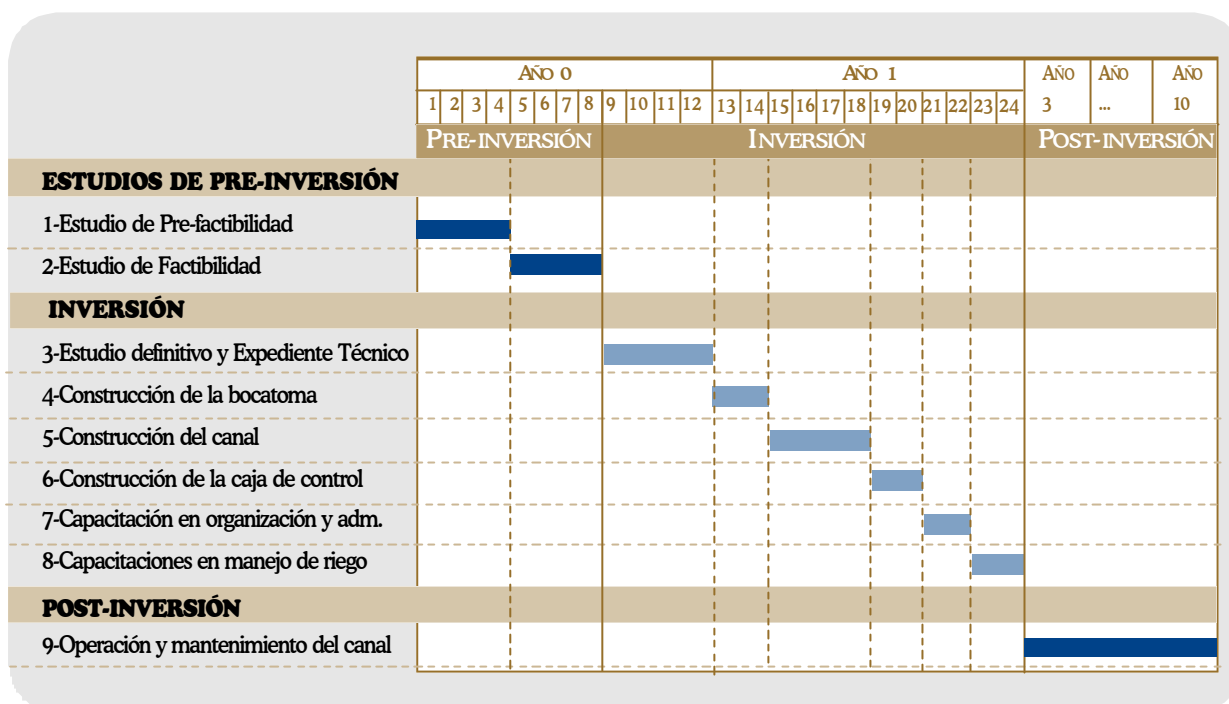 AÑO 0 AÑO 1 AÑO AÑO AÑO
1 2 3 4 5 6 7 8 9 10 11 12 13 14 15 16 17 18 19 20 21 22 23 24 3 ... 10
PRE-INVERSIÓN INVERSIÓN POST-INVERSIÓN
ESTUDIOS DE PRE-INVERSIÓN
1-Estudio de Pre-factibilidad
2-Estudio de Factibilidad
INVERSIÓN
3-Estudio definitivo y Expediente Técnico
4-Construcción de la bocatoma
5-Construcción del canal
6-Construcción de la caja de control
7-Capacitación en organización y adm.
8-Capacitaciones en manejo de riego
POST-INVERSIÓN
9-Operación y mantenimiento del canal